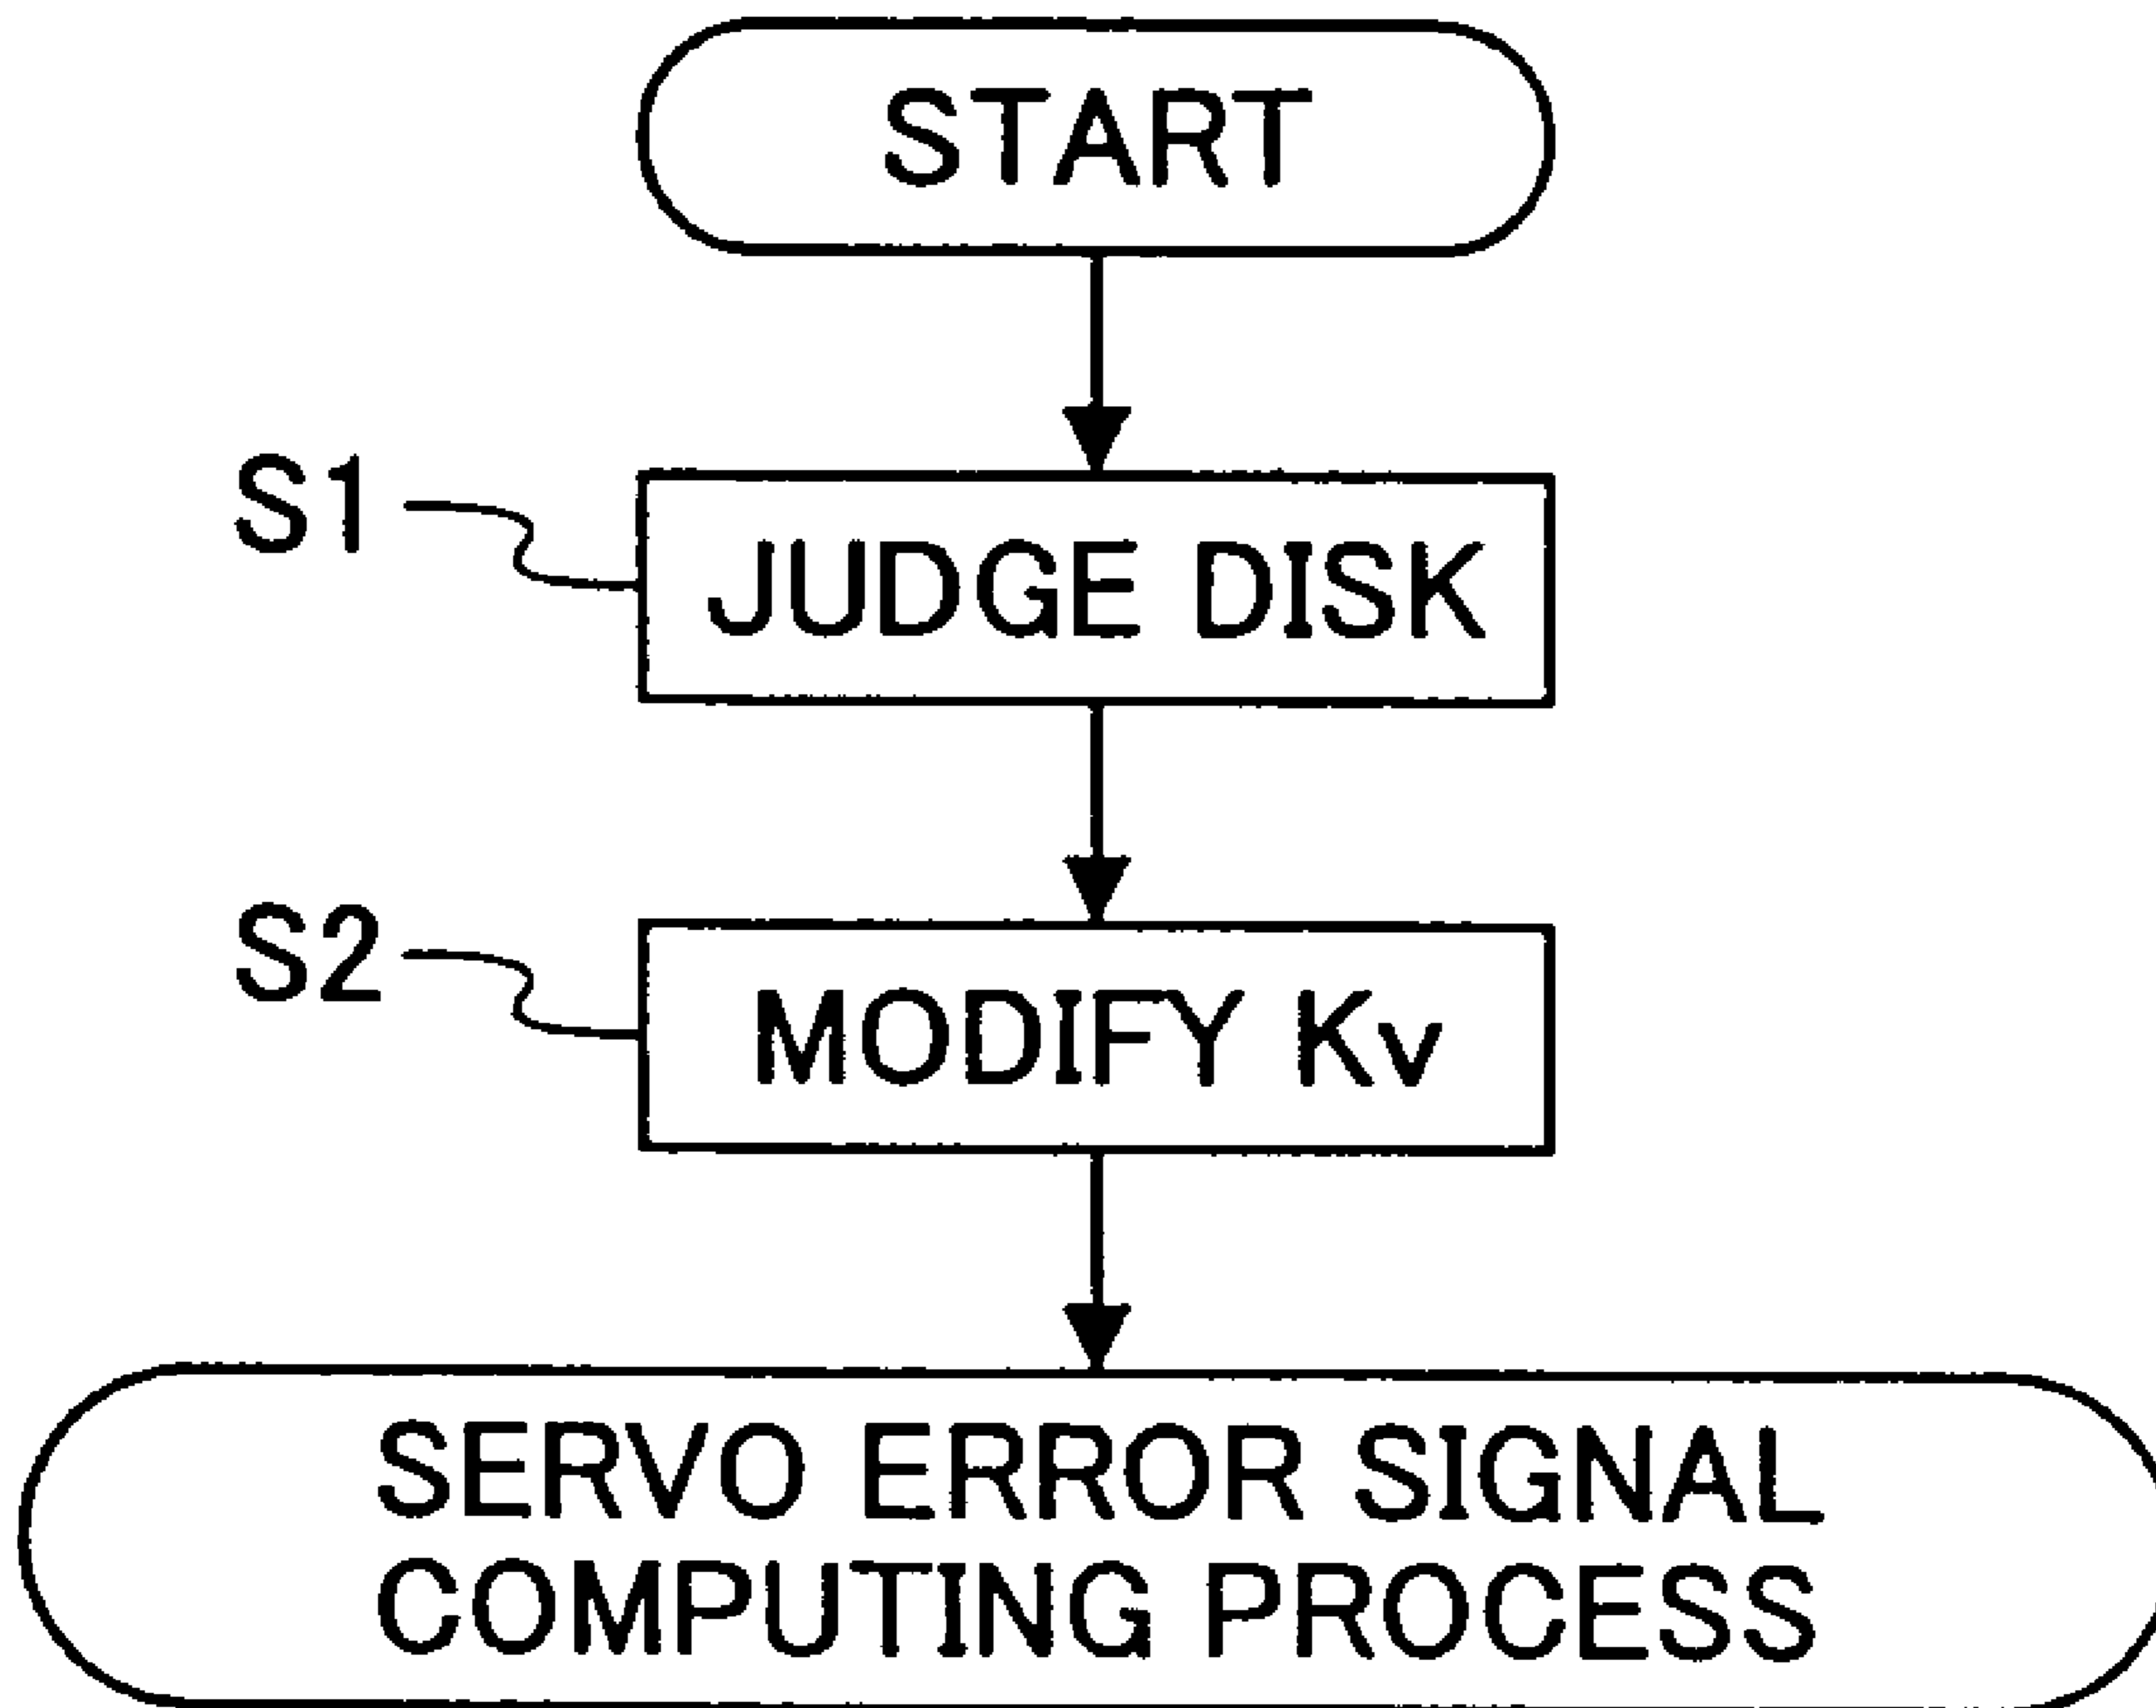 START
S1
JUDGE DISK
S2
MODIFY Kv
SERVO ERROR SIGNAL
COMPUTING PROCESS